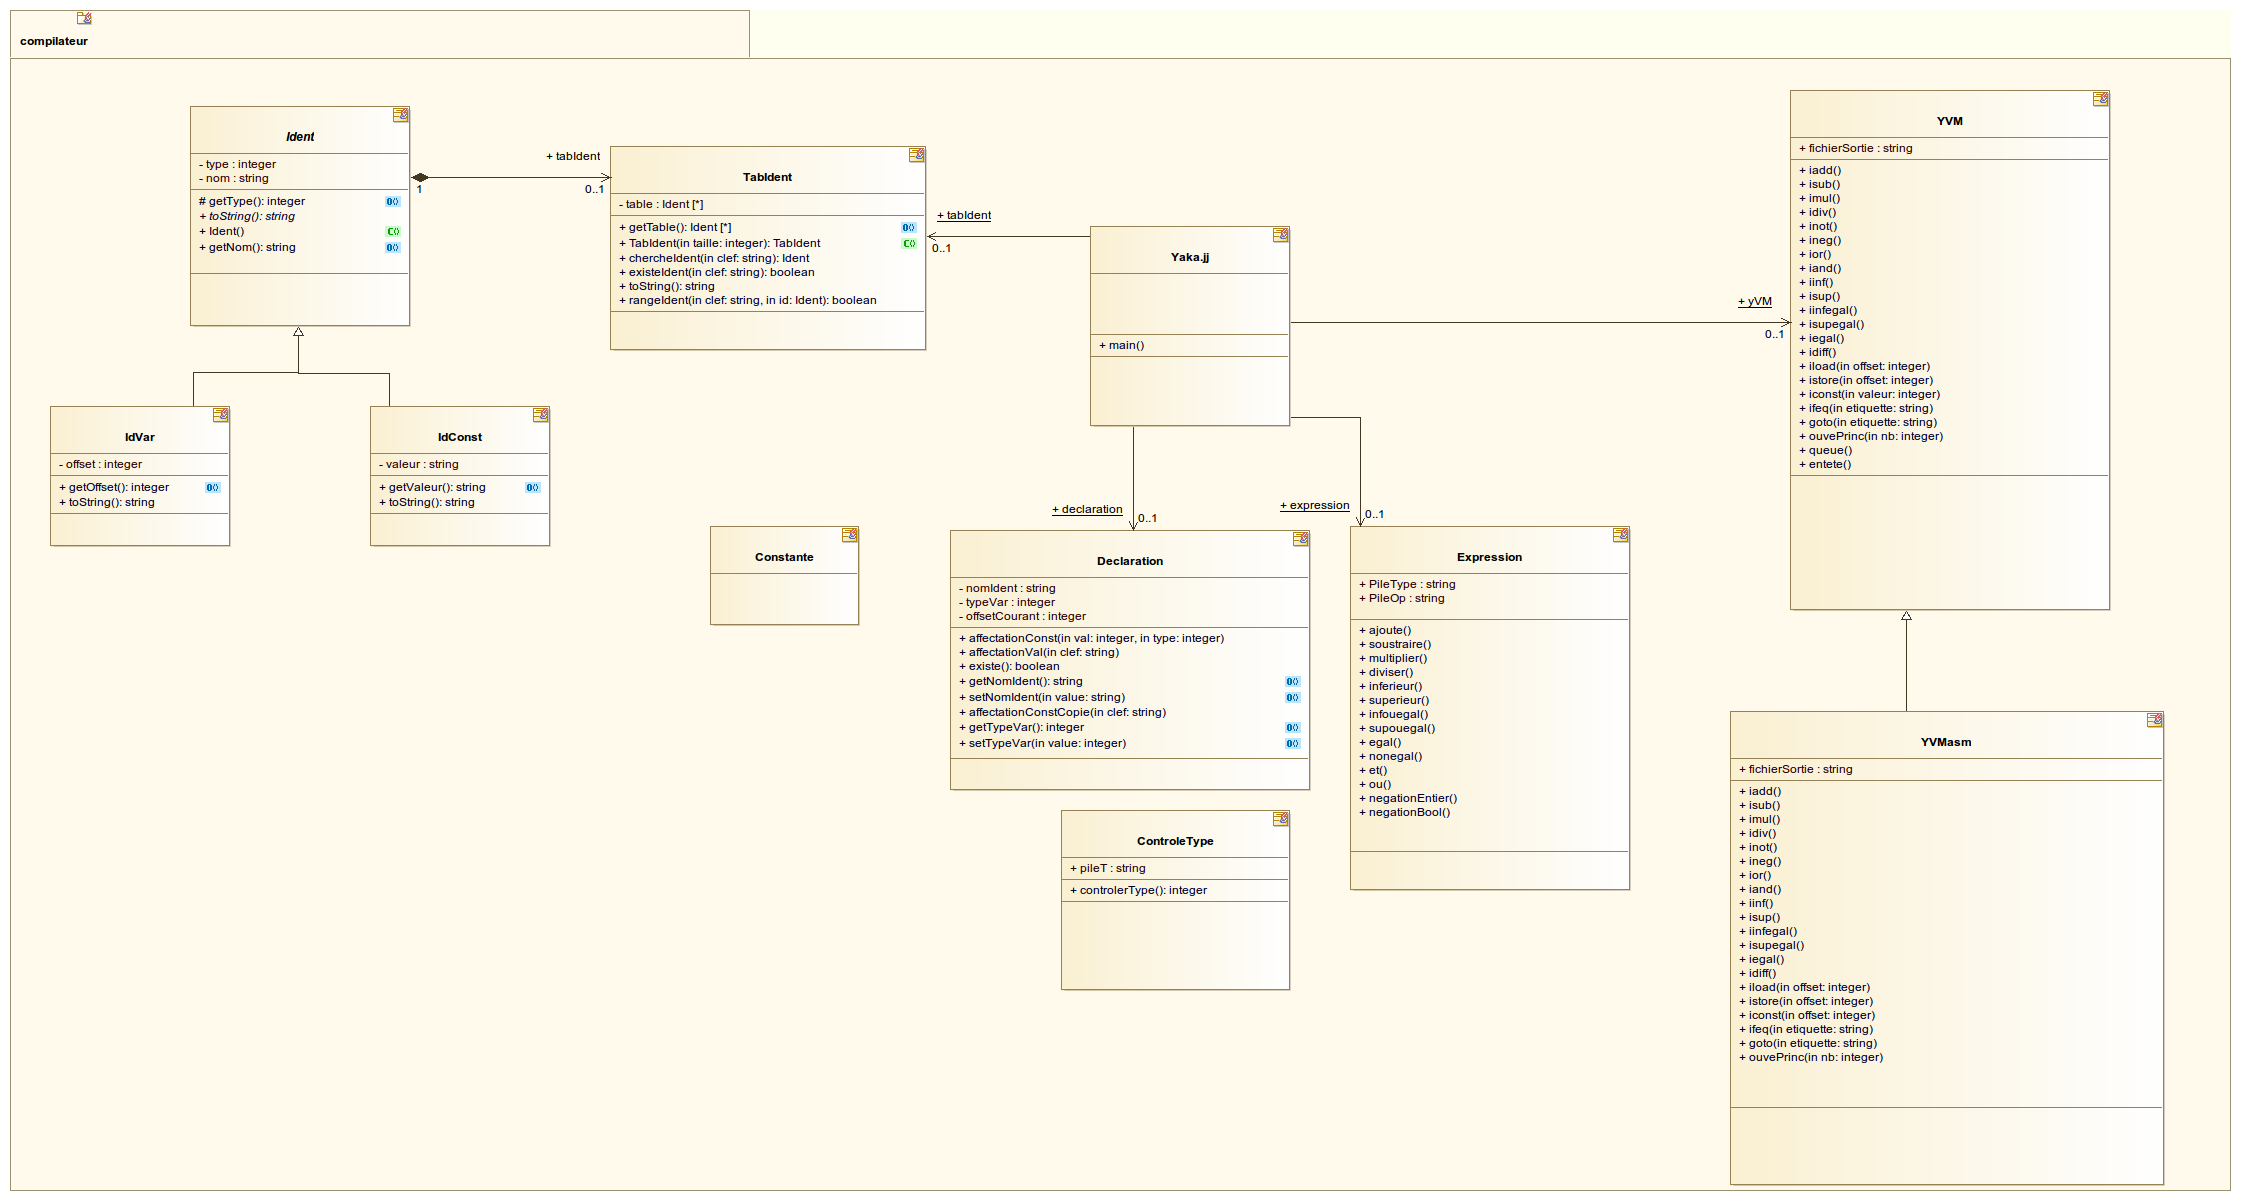 compilateur
Ident
- type : integer
- nom : string
# getType(): integer
+ toString(): string
+ Ident()
+ getNom(): string
1
+ tabIdent
0..1
TabIdent
- table : Ident [*]
+ getTable(): Ident [*]
+ TabIdent(in taille: integer): TabIdent
+ chercheIdent(in clef: string): Ident
+ existeIdent(in clef: string): boolean
+ toString(): string
+ rangeIdent(in clef: string, in id: Ident): boolean
+ tabIdent
0..1
Yaka.jj
+ main()
+ yVM
0..1
YVM
+ fichierSortie : string
+ iadd()
+ isub()
+ imul()
+ idiv()
+ inot()
+ ineg()
+ ior()
+ iand()
+ iinf()
+ isup()
+ iinfegal()
+ isupegal()
+ iegal()
+ idiff()
+ iload(in offset: integer)
+ istore(in offset: integer)
+ iconst(in valeur: integer)
+ ifeq(in etiquette: string)
+ goto(in etiquette: string)
+ ouvePrinc(in nb: integer)
+ queue()
+ entete()
IdVar
- offset : integer
+ getOffset(): integer
+ toString(): string
IdConst
- valeur : string
+ getValeur(): string
+ toString(): string
Constante
+ declaration
0..1
Declaration
- nomIdent : string
- typeVar : integer
- offsetCourant : integer
+ affectationConst(in val: integer, in type: integer)
+ affectationVal(in clef: string)
+ existe(): boolean
+ getNomIdent(): string
+ setNomIdent(in value: string)
+ affectationConstCopie(in clef: string)
+ getTypeVar(): integer
+ setTypeVar(in value: integer)
+ expression
0..1
Expression
+ PileType : string
+ PileOp : string
+ ajoute()
+ soustraire()
+ multiplier()
+ diviser()
+ inferieur()
+ superieur()
+ infouegal()
+ supouegal()
+ egal()
+ nonegal()
+ et()
+ ou()
+ negationEntier()
+ negationBool()
ControleType
+ pileT : string
+ controlerType(): integer
YVMasm
+ fichierSortie : string
+ iadd()
+ isub()
+ imul()
+ idiv()
+ inot()
+ ineg()
+ ior()
+ iand()
+ iinf()
+ isup()
+ iinfegal()
+ isupegal()
+ iegal()
+ idiff()
+ iload(in offset: integer)
+ istore(in offset: integer)
+ iconst(in offset: integer)
+ ifeq(in etiquette: string)
+ goto(in etiquette: string)
+ ouvePrinc(in nb: integer)